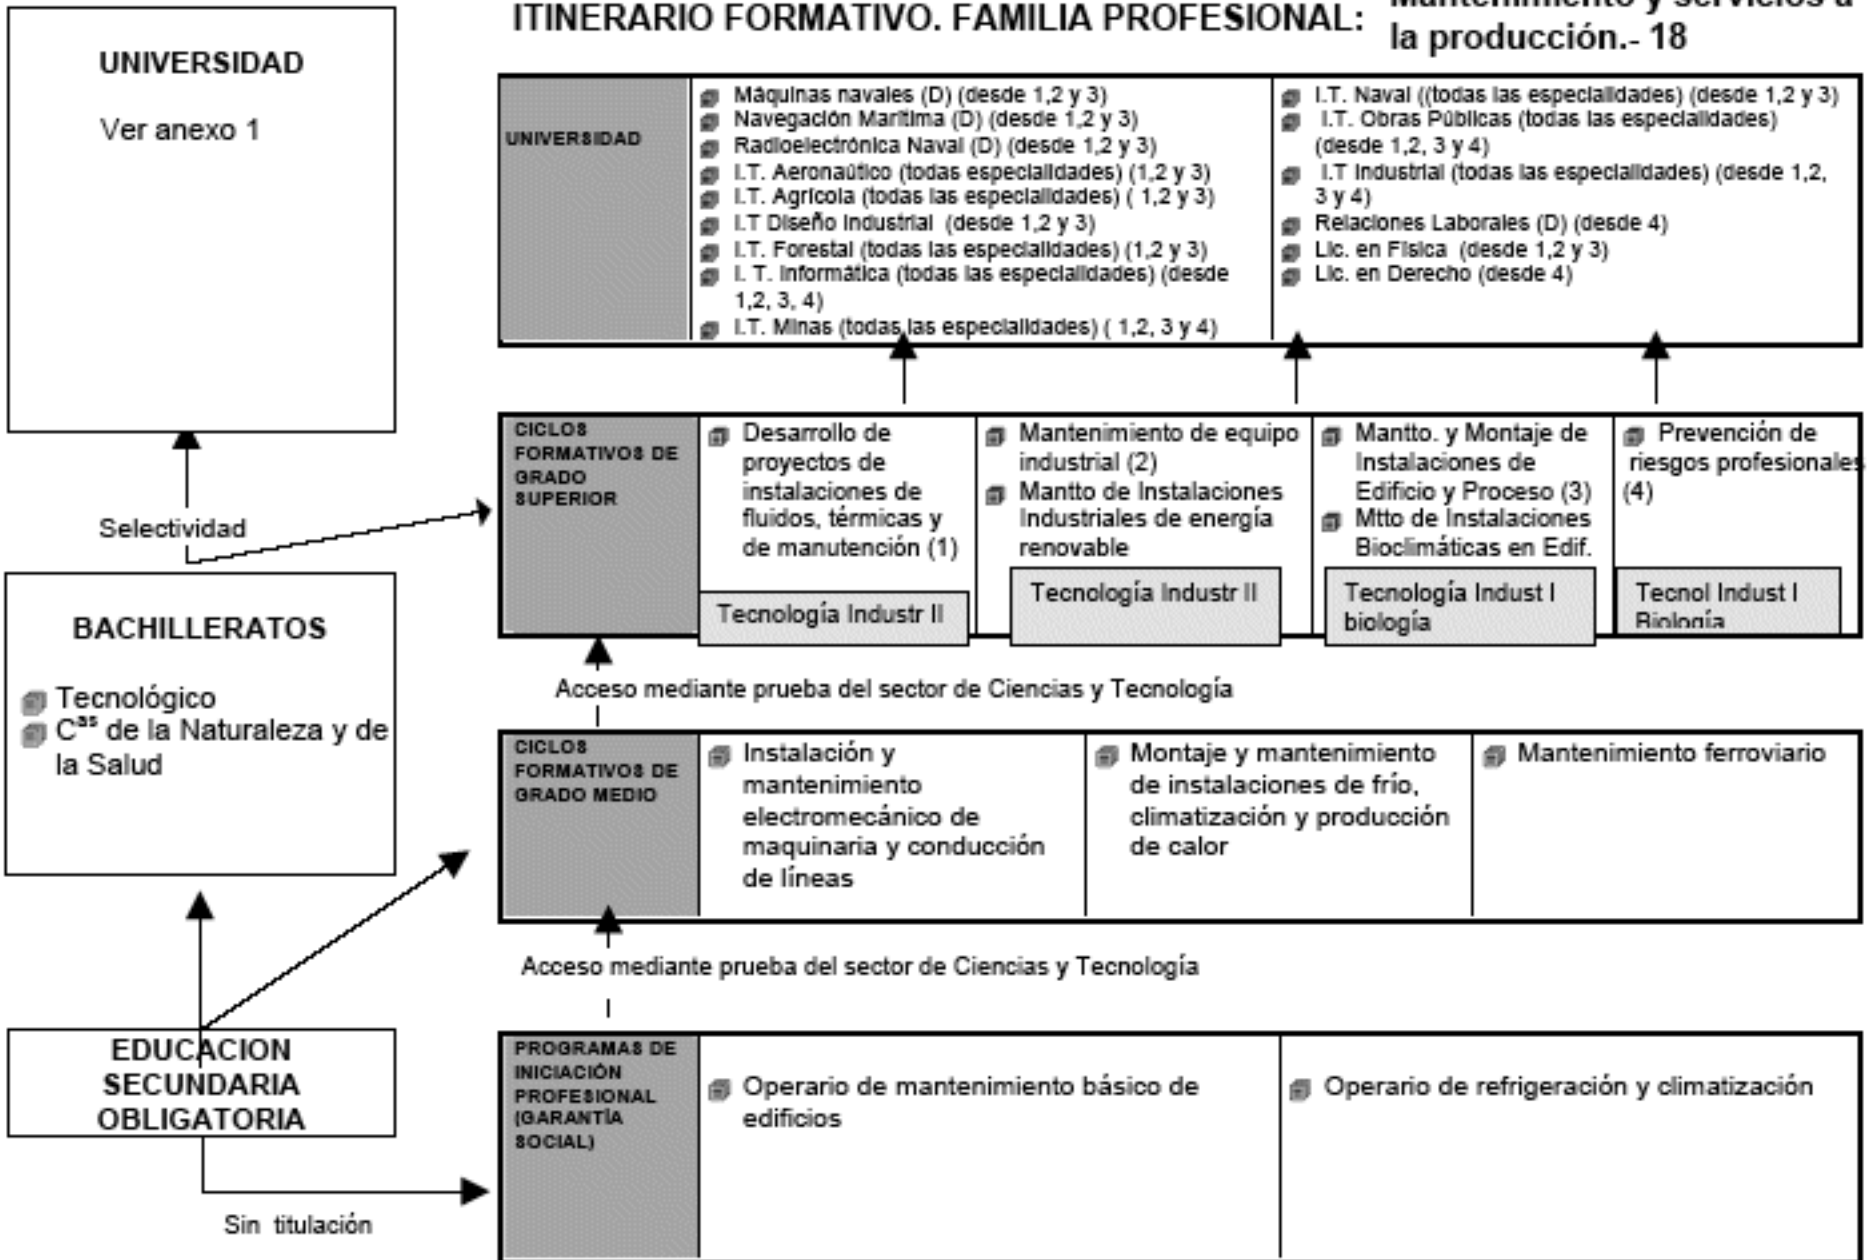 ITINERARIO FORMATIVO. FAMILIA PROFESIONAL:
Mantenimiento y servicios a
la producción.- 18
UNIVERSIDAD
Ver anexo 1
UNIVERSIDAD
Máquinas navales (D) (desde 1,2 y 3)
Navegación Marítima (D) (desde 1,2 y 3)
Radioelectrónica Naval (D) (desde 1,2 y 3)
I.T. Aeronaútico (todas especialidades) (1,2 y 3)
I.T. Agrícola (todas las especialidades) ( 1,2 y 3)
I.T Diseño Industrial (desde 1,2 y 3)
I.T. Forestal (todas las especialidades) (1,2 y 3)
I. T. Informática (todas las especialidades) (desde
1,2, 3, 4)
I.T. Minas (todas las especialidades) ( 1,2, 3 y 4)
I.T. Naval ((todas las especialidades) (desde 1,2 y 3)
I.T. Obras Públicas (todas las especialidades)
(desde 1,2, 3 y 4)
I.T Industrial (todas las especialidades) (desde 1,2,
3 y 4)
Relaciones Laborales (D) (desde 4)
Lic. en Física (desde 1,2 y 3)
Lic. en Derecho (desde 4)
Selectividad
CICLOS
FORMATIVOS DE
GRADO
SUPERIOR
Desarrollo de
proyectos de
instalaciones de
fluidos, térmicas y
de manutención (1)
Tecnología Industr II
Mantenimiento de equipo
industrial (2)
Mantto de Instalaciones
Industriales de energía
renovable
Tecnología Industr II
Mantto. y Montaje de
Instalaciones de
Edificio y Proceso (3)
Mtto de Instalaciones
Bioclimáticas en Edif.
Tecnología Indust I
biología
Prevención de
riesgos profesionales
(4)
Tecnol Indust I
Biología
BACHILLERATOS
Tecnológico
Cas de la Naturaleza y de
la Salud
Acceso mediante prueba del sector de Ciencias y Tecnología
CICLOS
FORMATIVOS DE
GRADO MEDIO
Instalación y
mantenimiento
electromecánico de
maquinaria y conducción
de líneas
Montaje y mantenimiento
de instalaciones de frío,
climatización y producción
de calor
Mantenimiento ferroviario
Acceso mediante prueba del sector de Ciencias y Tecnología
EDUCACION
SECUNDARIA
OBLIGATORIA
Sin titulación
PROGRAMAS DE
INICIACIÓN
PROFESIONAL
(GARANTÍA
SOCIAL)
Operario de mantenimiento básico de
edificios
Operario de refrigeración y climatización